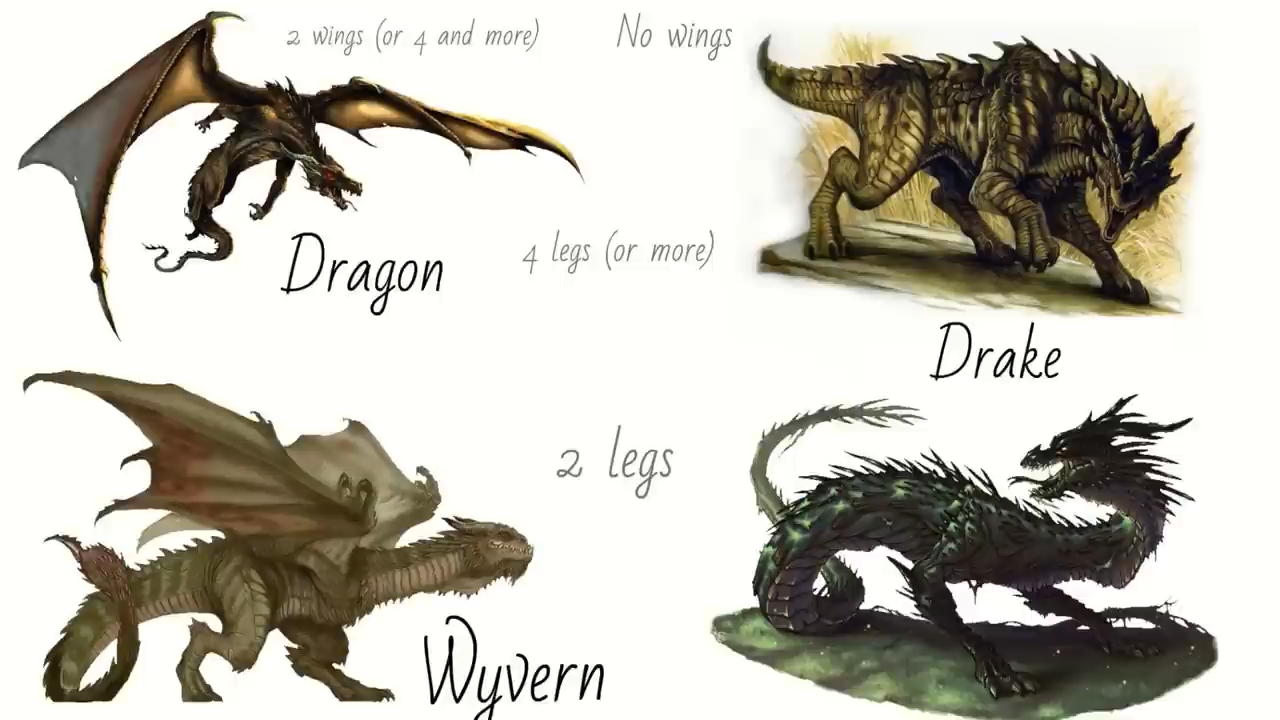 2 wings (or 4 and more)
No wings
Dragon
4 legs (or more)
Drake
2 legs
Wyvern